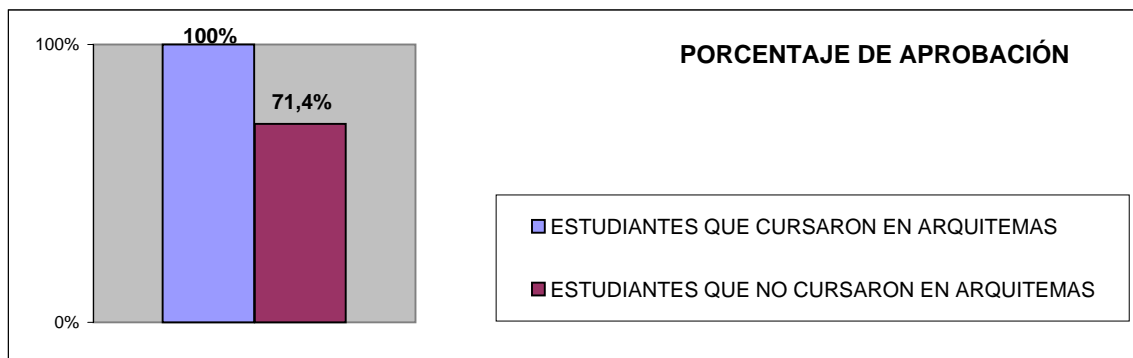 PORCENTAJE DE APROBACIÓN
100%
100%
71,4%
0%
ESTUDIANTES QUE CURSARON EN ARQUITEMAS
ESTUDIANTES QUE NO CURSARON EN ARQUITEMAS